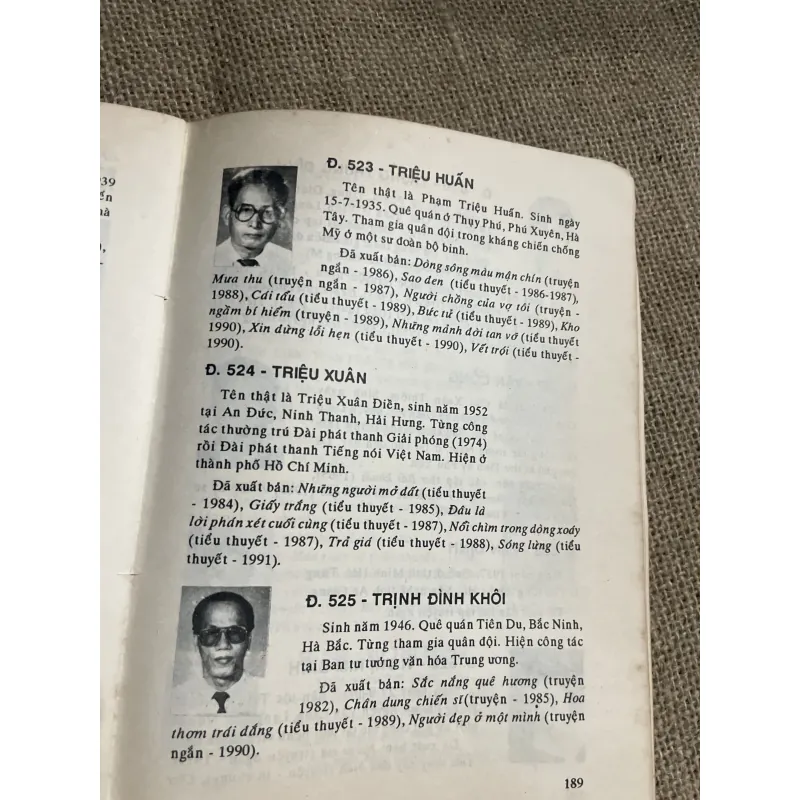 39
ển
hà
),
Đ. 523 - TRIỆU HUẤN
Tên thật là Phạm Triệu Huấn. Sinh ngày
15-7-1935. Quê quán ở Thụy Phú, Phú Xuyên, Hà
Tây. Tham gia quân đội trong kháng chiến chống
Mỹ ở một sư đoàn bộ binh.
Đã xuất bản: Dòng sông màu mận chín (truyện
ngắn - 1986), Sao đen (tiểu thuyết - 1986-1987),
Mưa thu (truyện ngắn - 1987), Người chồng của vợ tôi (truyện -
1988), Cái tẩu (tiểu thuyết - 1989), Bức tử (tiểu thuyết - 1989), Kho
ngầm bí hiểm (truyện - 1989), Những mảnh đời tan vỡ (tiểu thuyết
1990), Xin đừng lỗi hẹn (tiểu thuyết - 1990), Vết trói (tiểu thuyết -
1990).
Đ. 524 - TRIỆU XUÂN
Tên thật là Triệu Xuân Điền, sinh năm 1952
tại An Đức, Ninh Thanh, Hải Hưng. Từng công
tác thường trú Đài phát thanh Giải phóng (1974)
rồi Đài phát thanh Tiếng nói Việt Nam. Hiện ở
thành phố Hồ Chí Minh.
Đã xuất bản: Những người mở đất (tiểu thuyết
- 1984), Giấy trắng (tiểu thuyết - 1985), Đâu là
lời phán xét cuối cùng (tiểu thuyết - 1987), Nổi chìm trong dòng xoáy
(tiểu thuyết - 1987), Trả giá (tiểu thuyết - 1988), Sóng lừng (tiểu
thuyết - 1991).
Đ. 525 - TRỊNH ĐÌNH KHÔI
Sinh năm 1946. Quê quán Tiên Du, Bắc Ninh,
Hà Bắc. Từng tham gia quân đội. Hiện công tác
tại Ban tư tưởng văn hóa Trung ương.
Đã xuất bản: Sắc nắng quê hương (truyện
1982), Chân dung chiến sĩ (truyện - 1985), Hoa
thơm trái đắng (tiểu thuyết - 1989), Người đẹp ở một mình (truyện
ngắn - 1990).
189